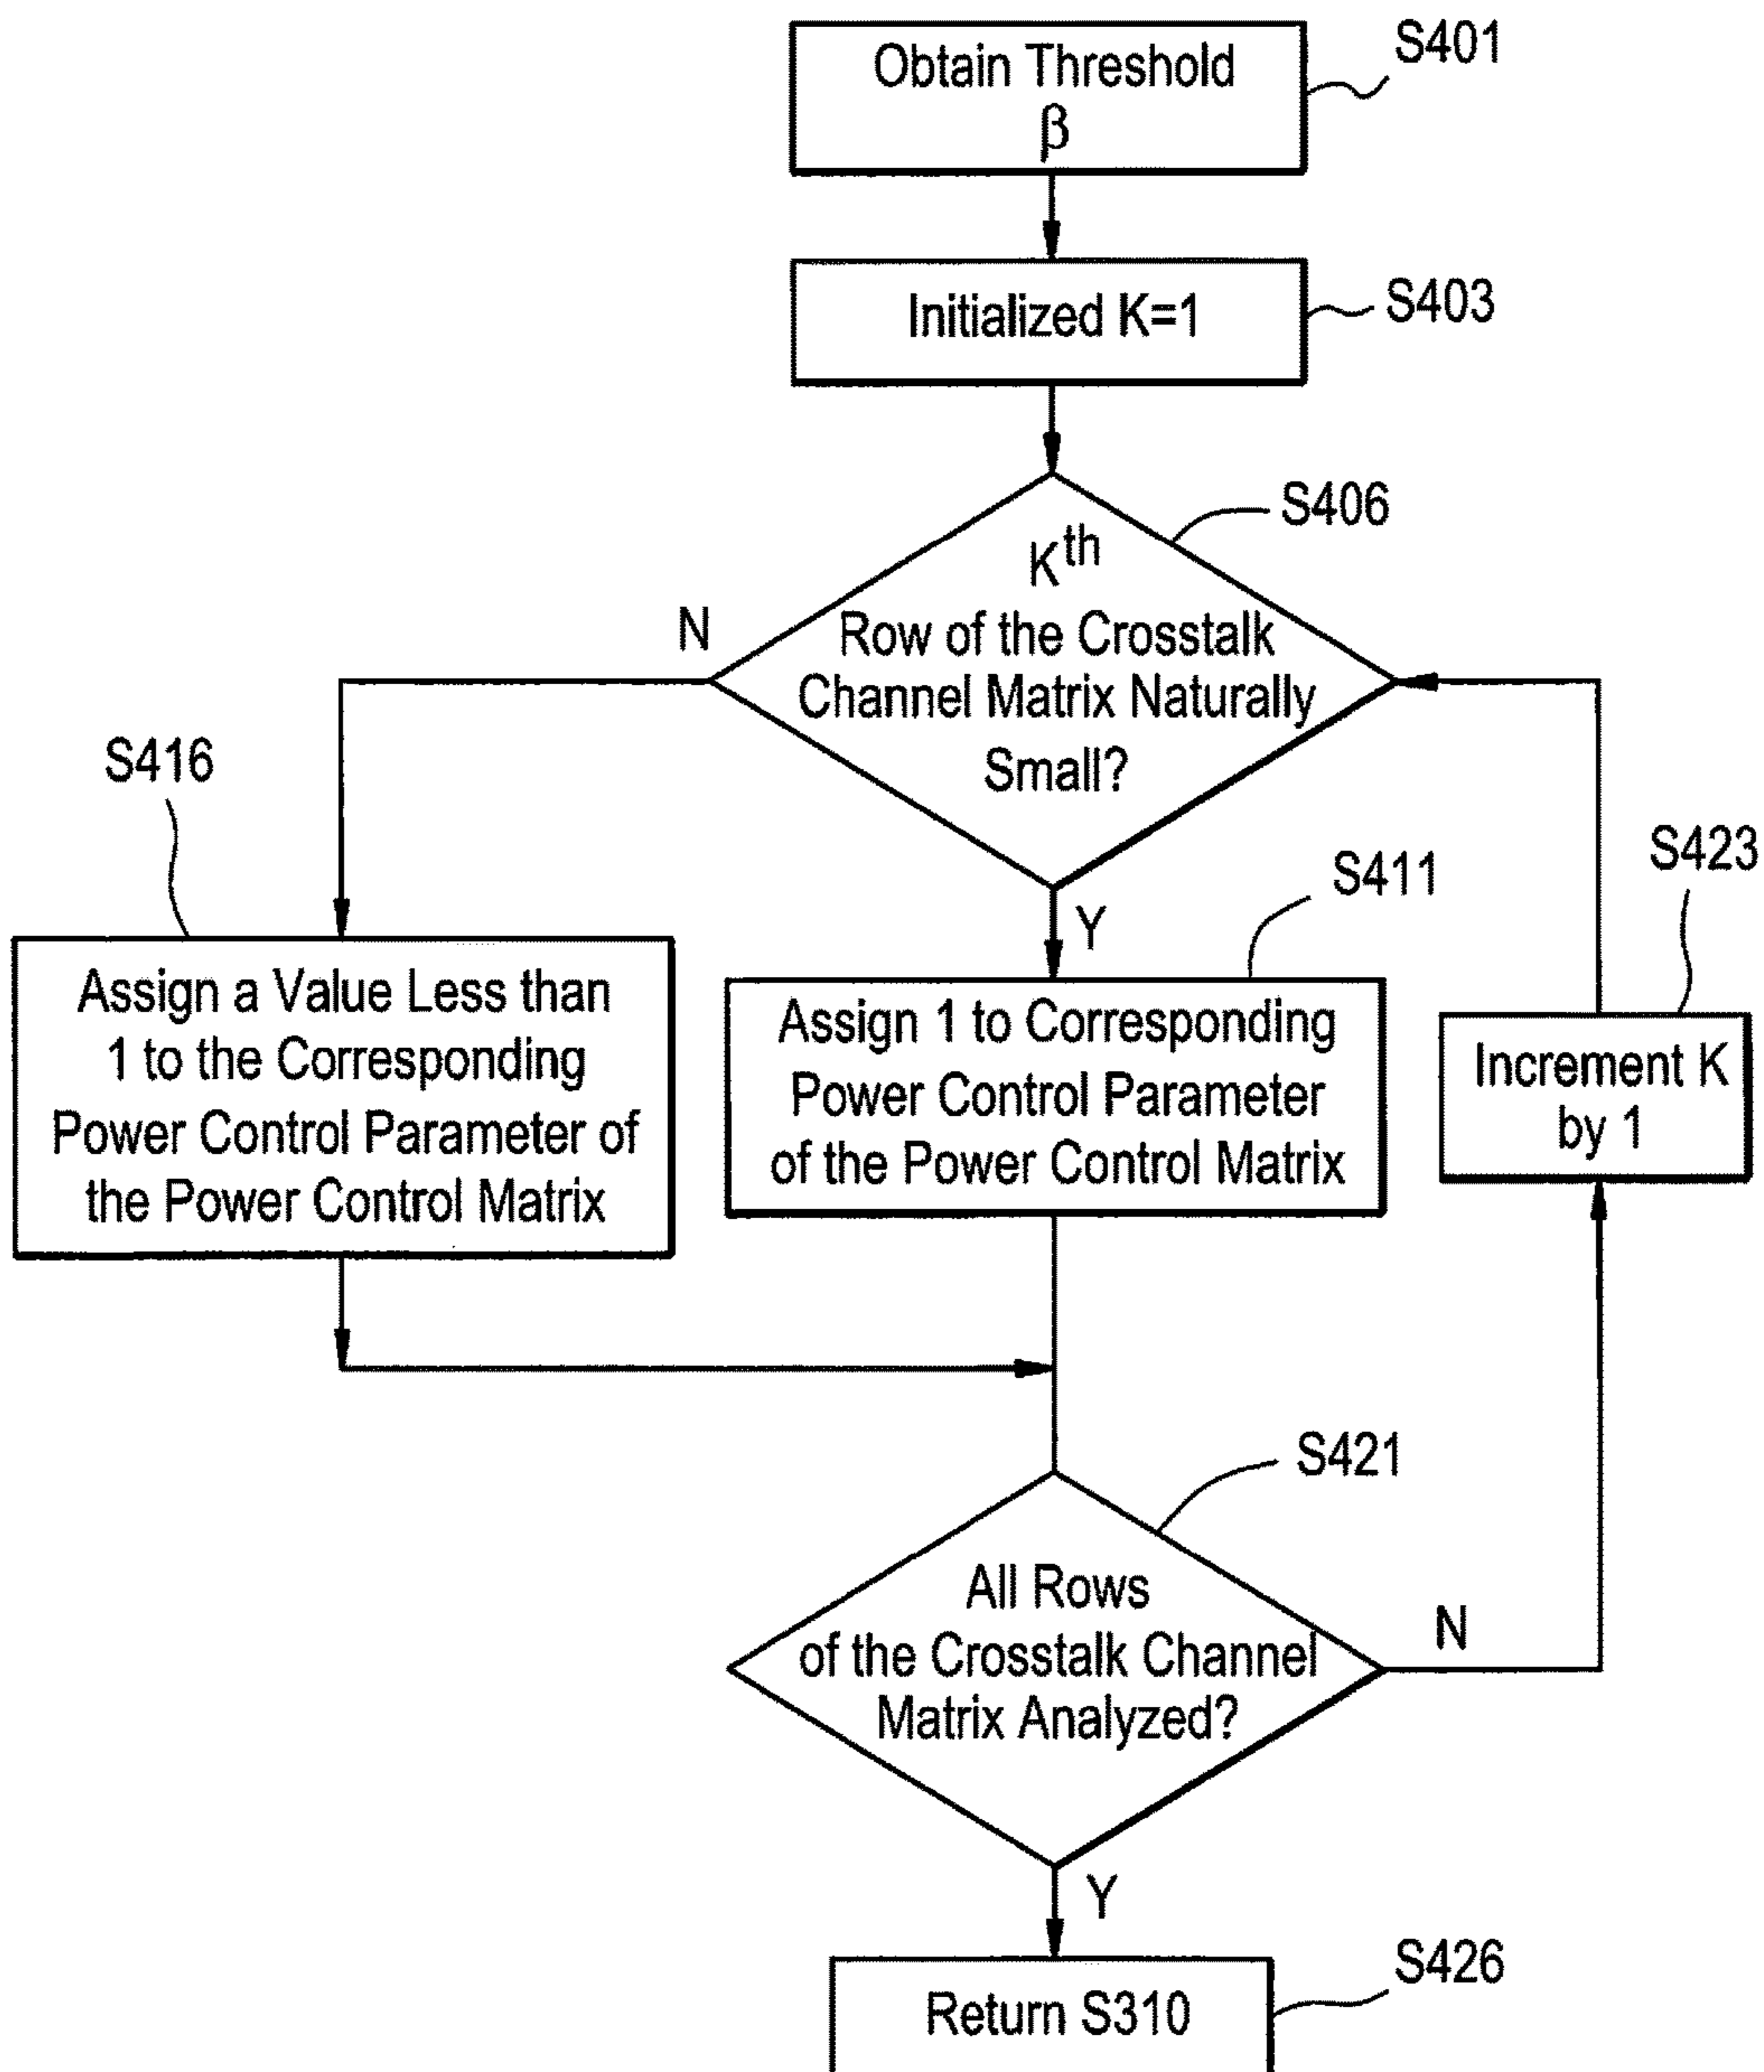 Obtain Threshold
β
S401
Initialized K=1
S403
Kth
Row of the Crosstalk
Channel Matrix Naturally
Small?
S406
N
Y
S416
Assign a Value Less than
1 to the Corresponding
Power Control Parameter of
the Power Control Matrix
S411
Assign 1 to Corresponding
Power Control Parameter
of the Power Control Matrix
S423
Increment K
by 1
S421
All Rows
of the Crosstalk Channel
Matrix Analyzed?
N
Y
S426
Return S310